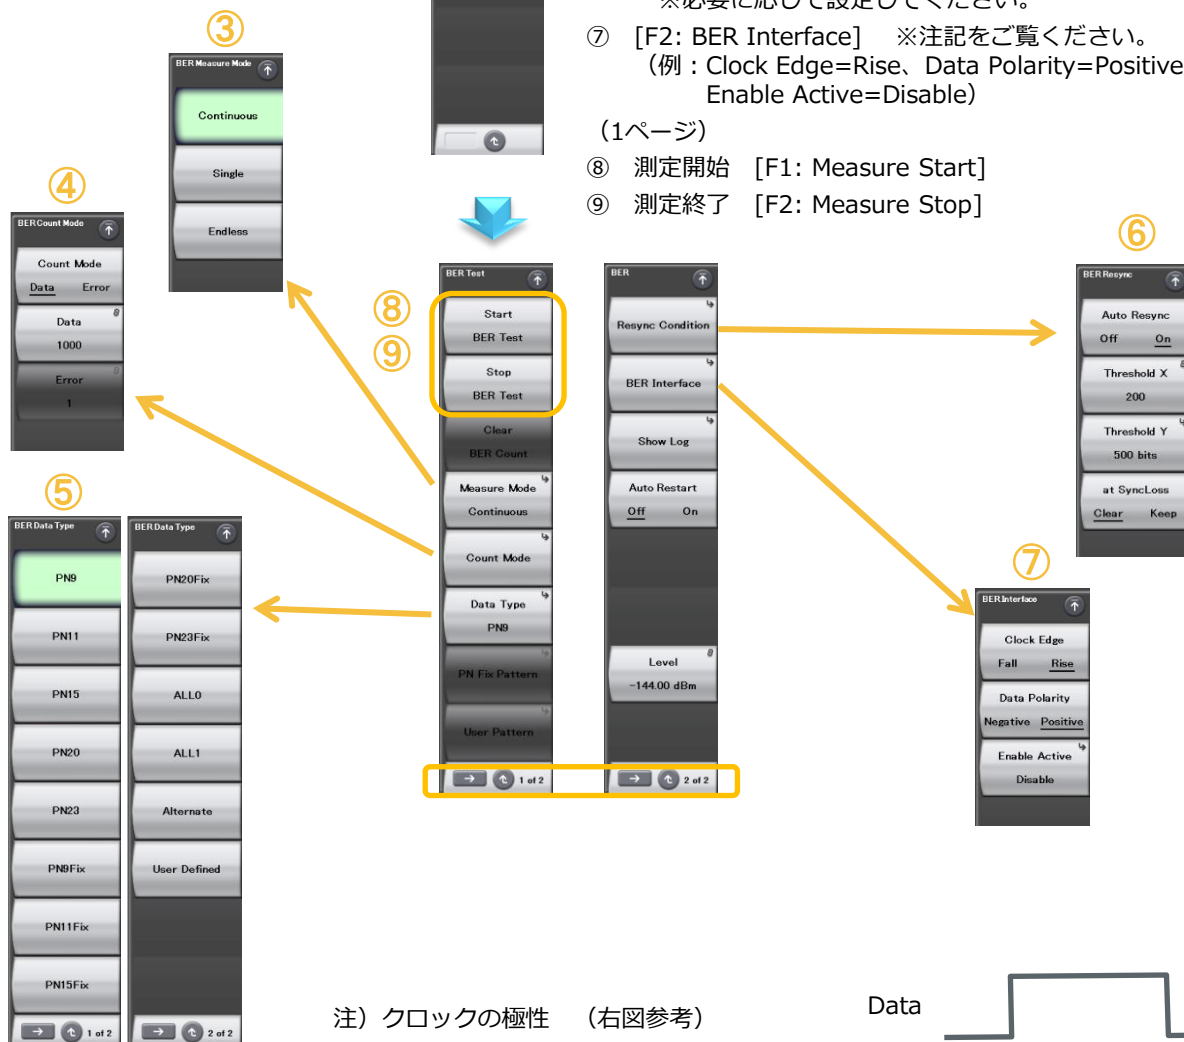 ※必要に応じて設定してください。
⑦ [F2: BER Interface] ※注記をご覧ください。
（例：Clock Edge=Rise、Data Polarity=Positive
Enable Active=Disable）
（1ページ）
⑧ 測定開始 [F1: Measure Start]
⑨ 測定終了 [F2: Measure Stop]
③
BER Measure Mode
Continuous
Single
Endless
④
BER Count Mode
Count Mode
Data Error
Data
1000
Error
1
⑤
BER Data Type
PN9
PN11
PN15
PN20
PN23
PN9Fix
PN11Fix
PN15Fix
1 of 2
BER Data Type
PN20Fix
PN23Fix
ALL0
ALL1
Alternate
User Defined
2 of 2
⑧
⑨
BER Test
Start
BER Test
Stop
BER Test
Clear
BER Count
Measure Mode
Continuous
Count Mode
Data Type
PN9
PN Fix Pattern
User Pattern
1 of 2
BER
Resync Condition
BER Interface
Show Log
Auto Restart
Off On
Level
-144.00 dBm
2 of 2
⑥
BER Resync
Auto Resync
Off On
Threshold X
200
Threshold Y
500 bits
at SyncLoss
Clear Keep
⑦
BER Interface
Clock Edge
Fall Rise
Data Polarity
Negative Positive
Enable Active
Disable
注）クロックの極性 （右図参考）
Data